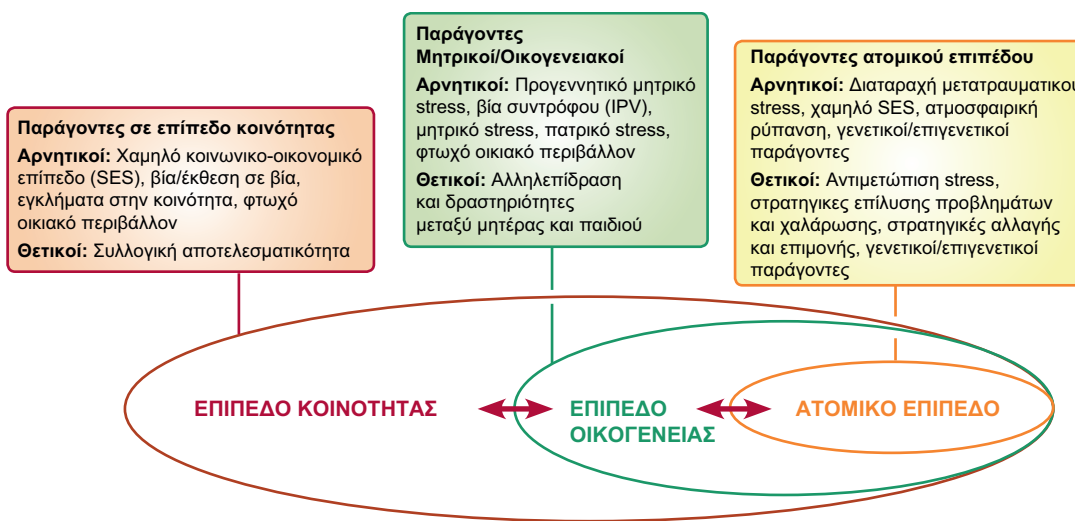 Παράγοντες σε επίπεδο κοινότητας
Αρνητικοί: Χαμηλό κοινωνικο-οικονομικό
επίπεδο (SES), βία/έκθεση σε βία,
εγκλήματα στην κοινότητα, φτωχό
οικιακό περιβάλλον
Θετικοί: Συλλογική αποτελεσματικότητα
Παράγοντες
Μητρικοί/Οικογενειακοί
Αρνητικοί: Προγεννητικό μητρικό
stress, βία συντρόφου (IPV),
μητρικό stress, πατρικό stress,
φτωχό οικιακό περιβάλλον
Θετικοί: Αλληλεπίδραση
και δραστηριότητες
μεταξύ μητέρας και παιδιού
Παράγοντες ατομικού επιπέδου
Αρνητικοί: Διαταραχή μετατραυματικού
stress, χαμηλό SES, ατμοσφαιρική
ρύπανση, γενετικοί/επιγενετικοί
παράγοντες
Θετικοί: Αντιμετώπιση stress,
στρατηγικες επίλυσης προβλημάτων
και χαλάρωσης, στρατηγικές αλλαγής
και επιμονής, γενετικοί/επιγενετικοί
παράγοντες
ΕΠΙΠΕΔΟ ΚΟΙΝΟΤΗΤΑΣ
ΕΠΙΠΕΔΟ
ΟΙΚΟΓΕΝΕΙΑΣ
ΑΤΟΜΙΚΟ ΕΠΙΠΕΔΟ